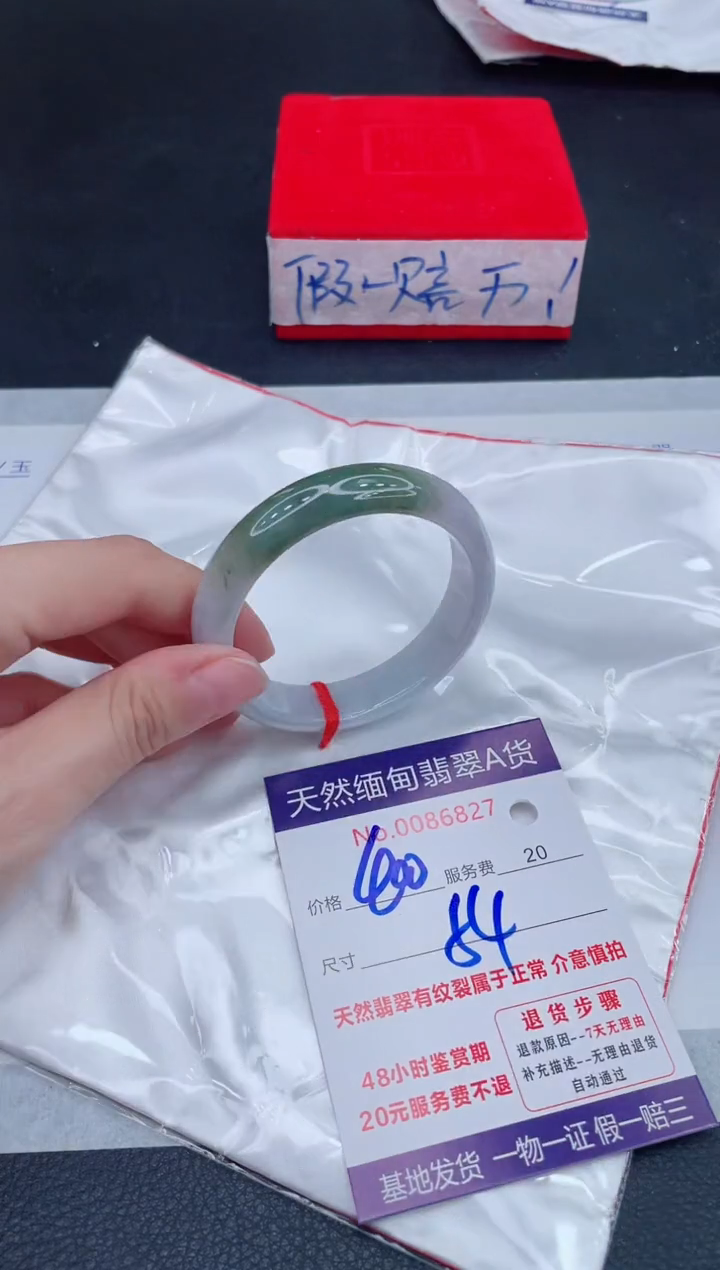 假一赔万！
玉
天然缅甸翡翠A货
No.0086827
价格 600 服务费 20
尺寸 54
天然翡翠有纹裂属于正常 介意慎拍
48小时鉴赏期
20元服务费不退
退货步骤
退款原因--7天无理由
补充描述--无理由退货
自动通过
基地发货 一物一证 假一赔三